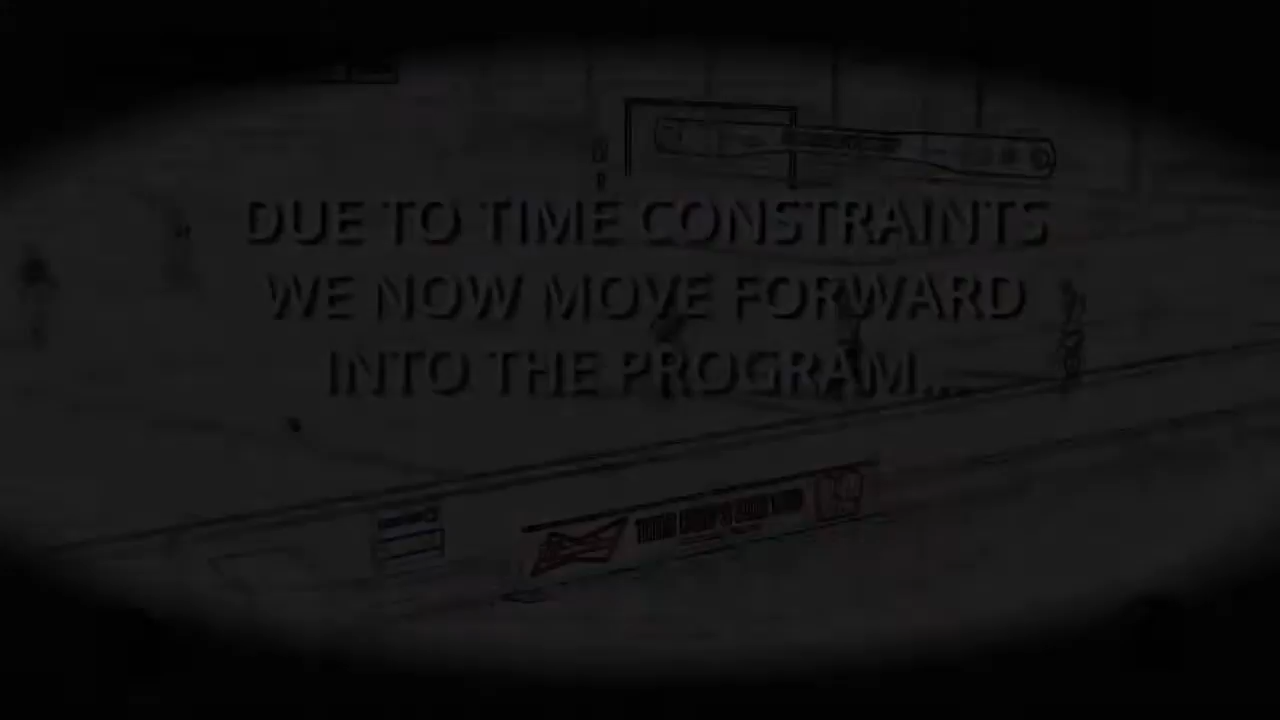 DUE TO TIME CONSTRAINTS
WE NOW MOVE FORWARD
INTO THE PROGRAM...